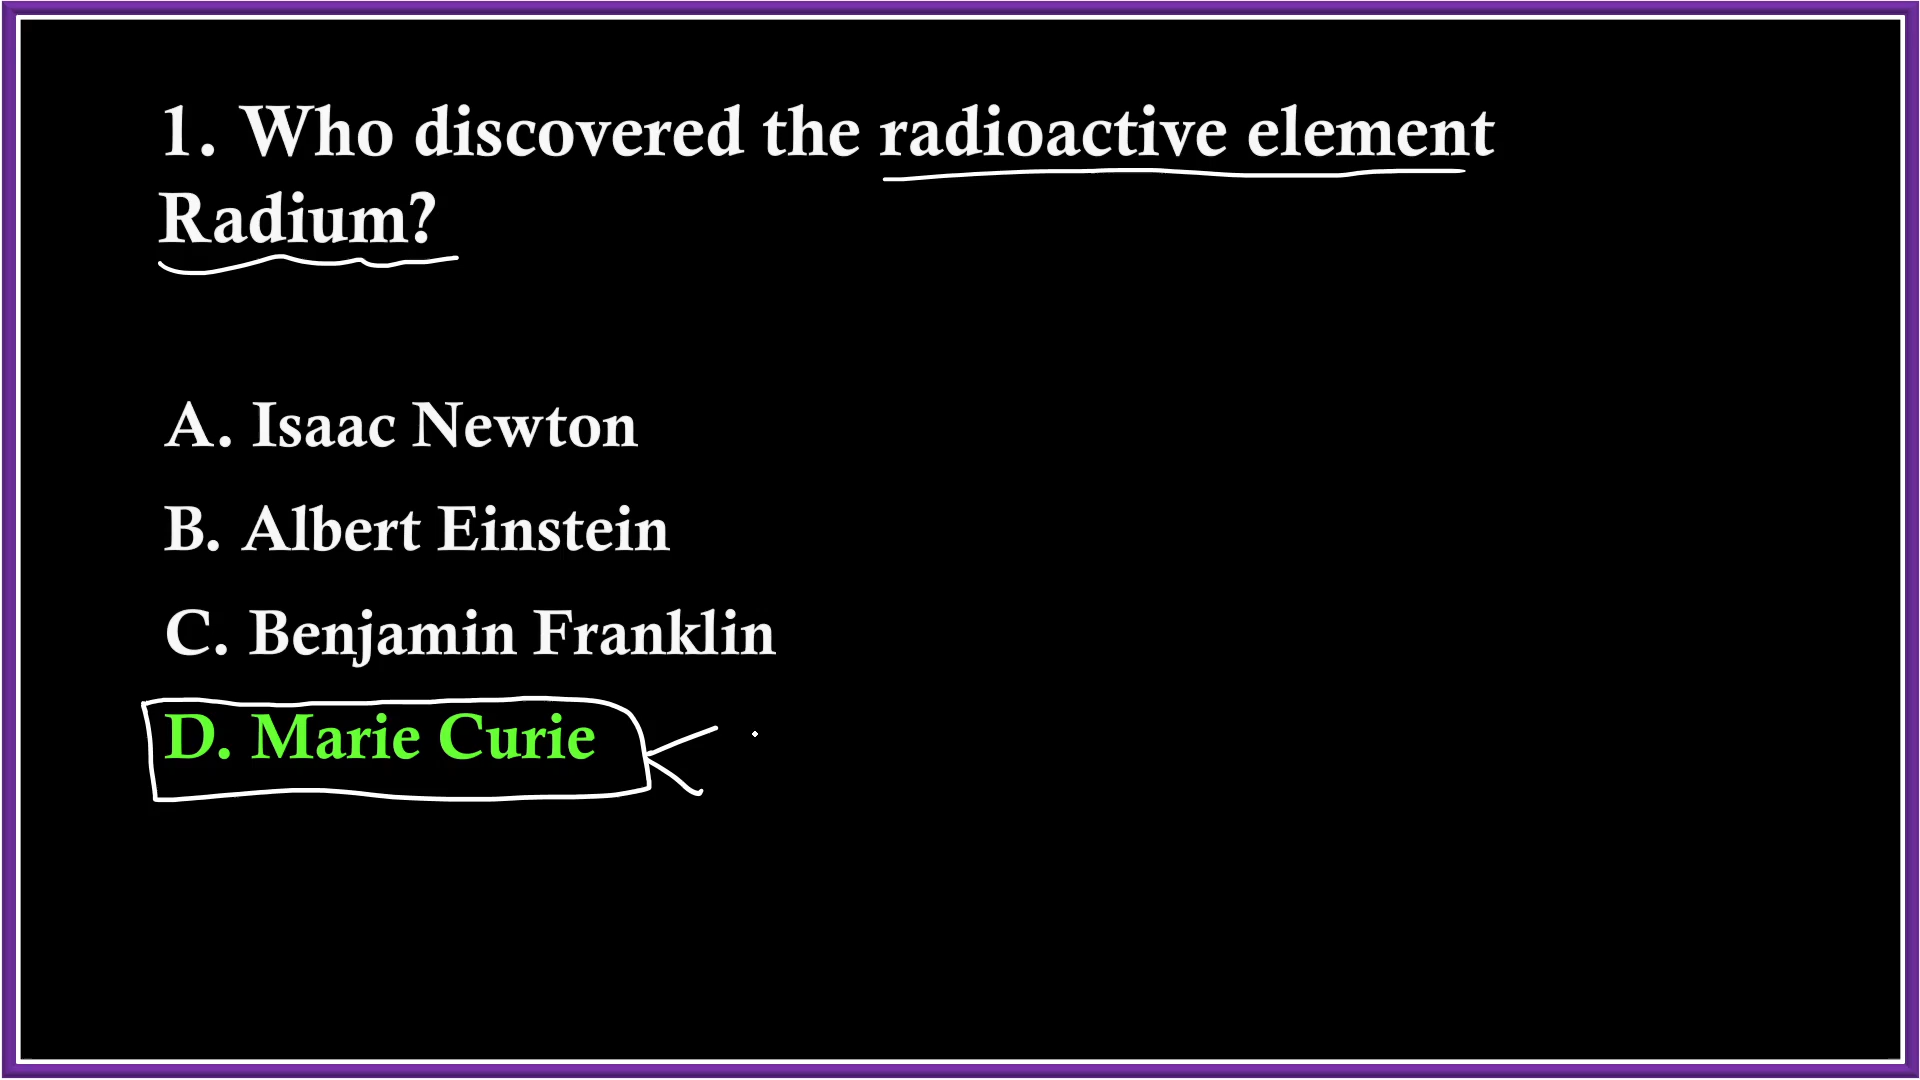 1. Who discovered the radioactive element
Radium?
A. Isaac Newton
B. Albert Einstein
C. Benjamin Franklin
D. Marie Curie